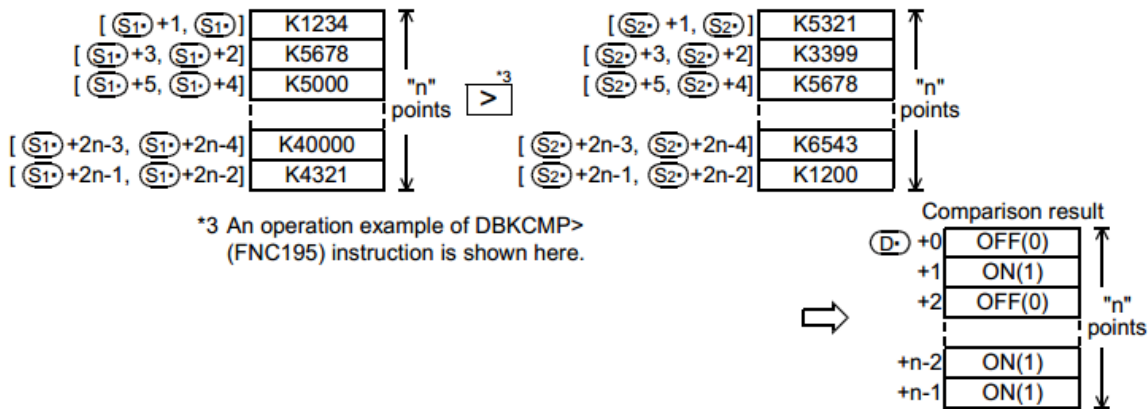 [ S1• +1, S1• ] K1234
[ S1• +3, S1• +2] K5678
[ S1• +5, S1• +4] K5000
"n" points
[ S1• +2n-3, S1• +2n-4] K40000
[ S1• +2n-1, S1• +2n-2] K4321
*3
>
[ S2• +1, S2• ] K5321
[ S2• +3, S2• +2] K3399
[ S2• +5, S2• +4] K5678
"n" points
[ S2• +2n-3, S2• +2n-4] K6543
[ S2• +2n-1, S2• +2n-2] K1200
*3 An operation example of DBKCMP>
(FNC195) instruction is shown here.
Comparison result
D• +0 OFF(0)
+1 ON(1)
+2 OFF(0)
"n" points
+n-2 ON(1)
+n-1 ON(1)